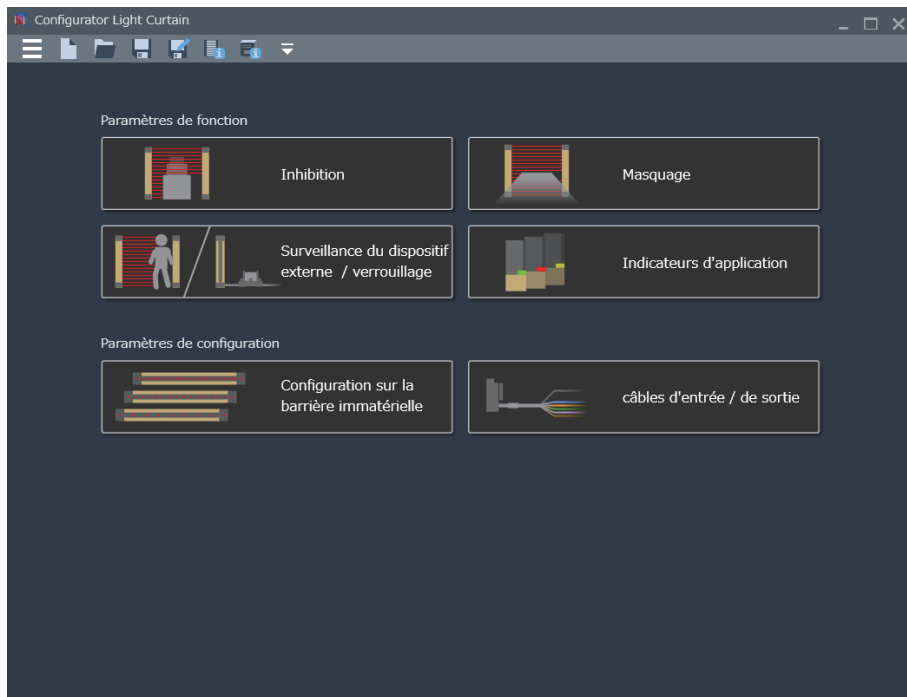 Configurator Light Curtain
Paramètres de fonction
Inhibition
Masquage
Surveillance du dispositif
externe / verrouillage
Indicateurs d'application
Paramètres de configuration
Configuration sur la
barrière immatérielle
câbles d'entrée / de sortie